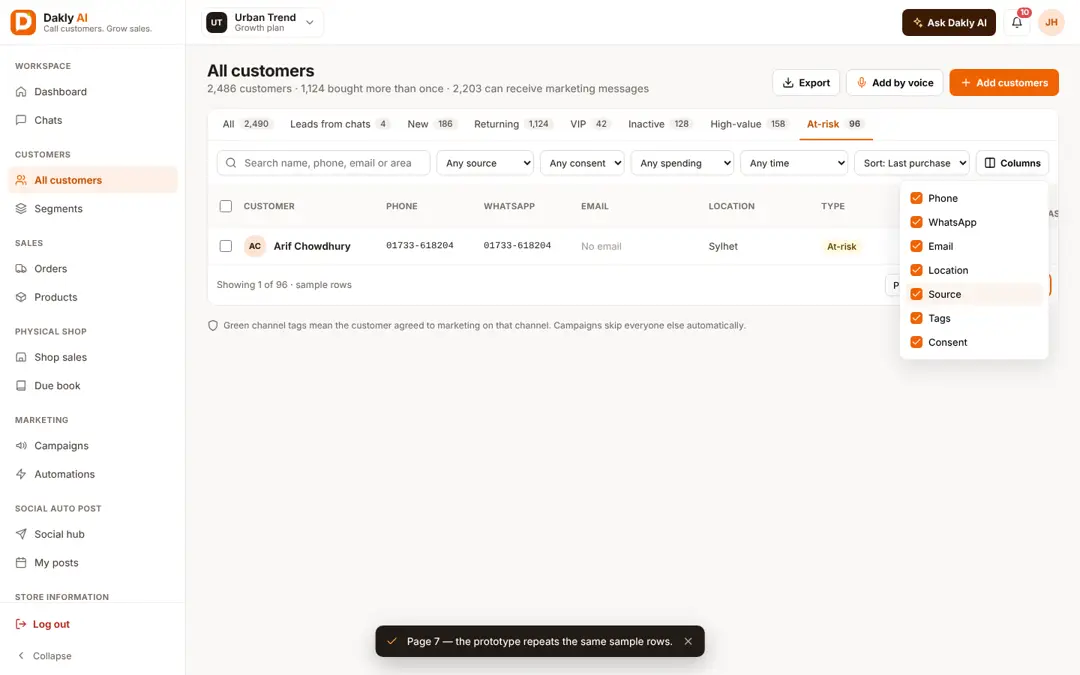 Dakly AI
Call customers. Grow sales.
UT
Urban Trend
Growth plan
Ask Dakly AI
10
JH
WORKSPACE
Dashboard
Chats
CUSTOMERS
All customers
Segments
SALES
Orders
Products
PHYSICAL SHOP
Shop sales
Due book
MARKETING
Campaigns
Automations
SOCIAL AUTO POST
Social hub
My posts
STORE INFORMATION
Log out
Collapse
All customers
2,486 customers · 1,124 bought more than once · 2,203 can receive marketing messages
Export
Add by voice
+ Add customers
All 2,490 Leads from chats 4 New 186 Returning 1,124 VIP 42 Inactive 128 High-value 158 At-risk 96
Search name, phone, email or area
Any source
Any consent
Any spending
Any time
Sort: Last purchase
Columns
CUSTOMER PHONE WHATSAPP EMAIL LOCATION TYPE
AC Arif Chowdhury 01733-618204 01733-618204 No email Sylhet At-risk
Showing 1 of 96 · sample rows
Green channel tags mean the customer agreed to marketing on that channel. Campaigns skip everyone else automatically.
Phone
WhatsApp
Email
Location
Source
Tags
Consent
Page 7 — the prototype repeats the same sample rows.